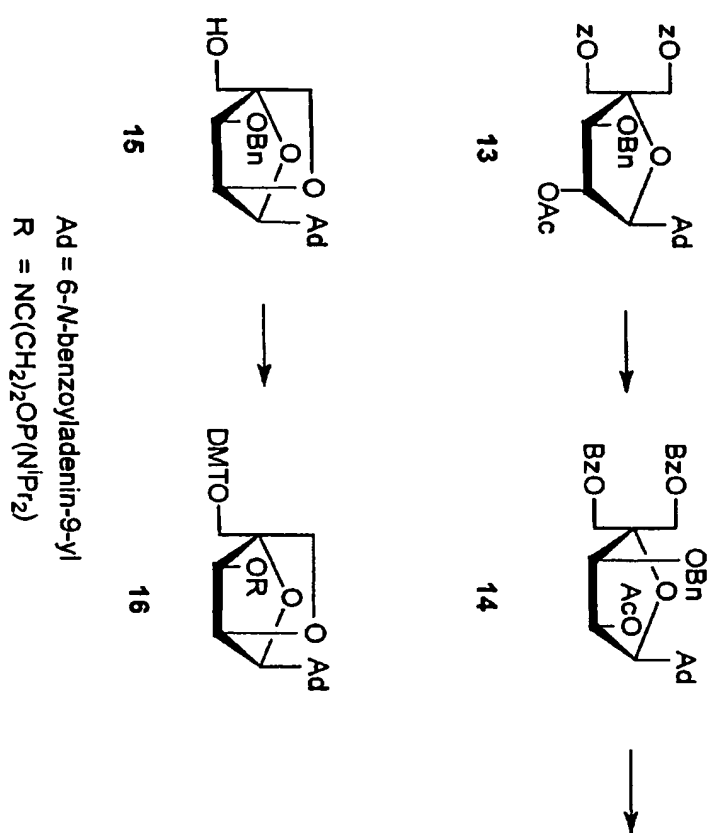 zO
O
Ad
zO
OBn
OAc
13
BzO
OBn
O
Ad
BzO
AcO
14
O
Ad
HO
O
OBn
15
O
Ad
DMTO
O
OR
16
Ad = 6-N-benzoyladenin-9-yl
R = NC(CH₂)₂OP(NⁱPr₂)